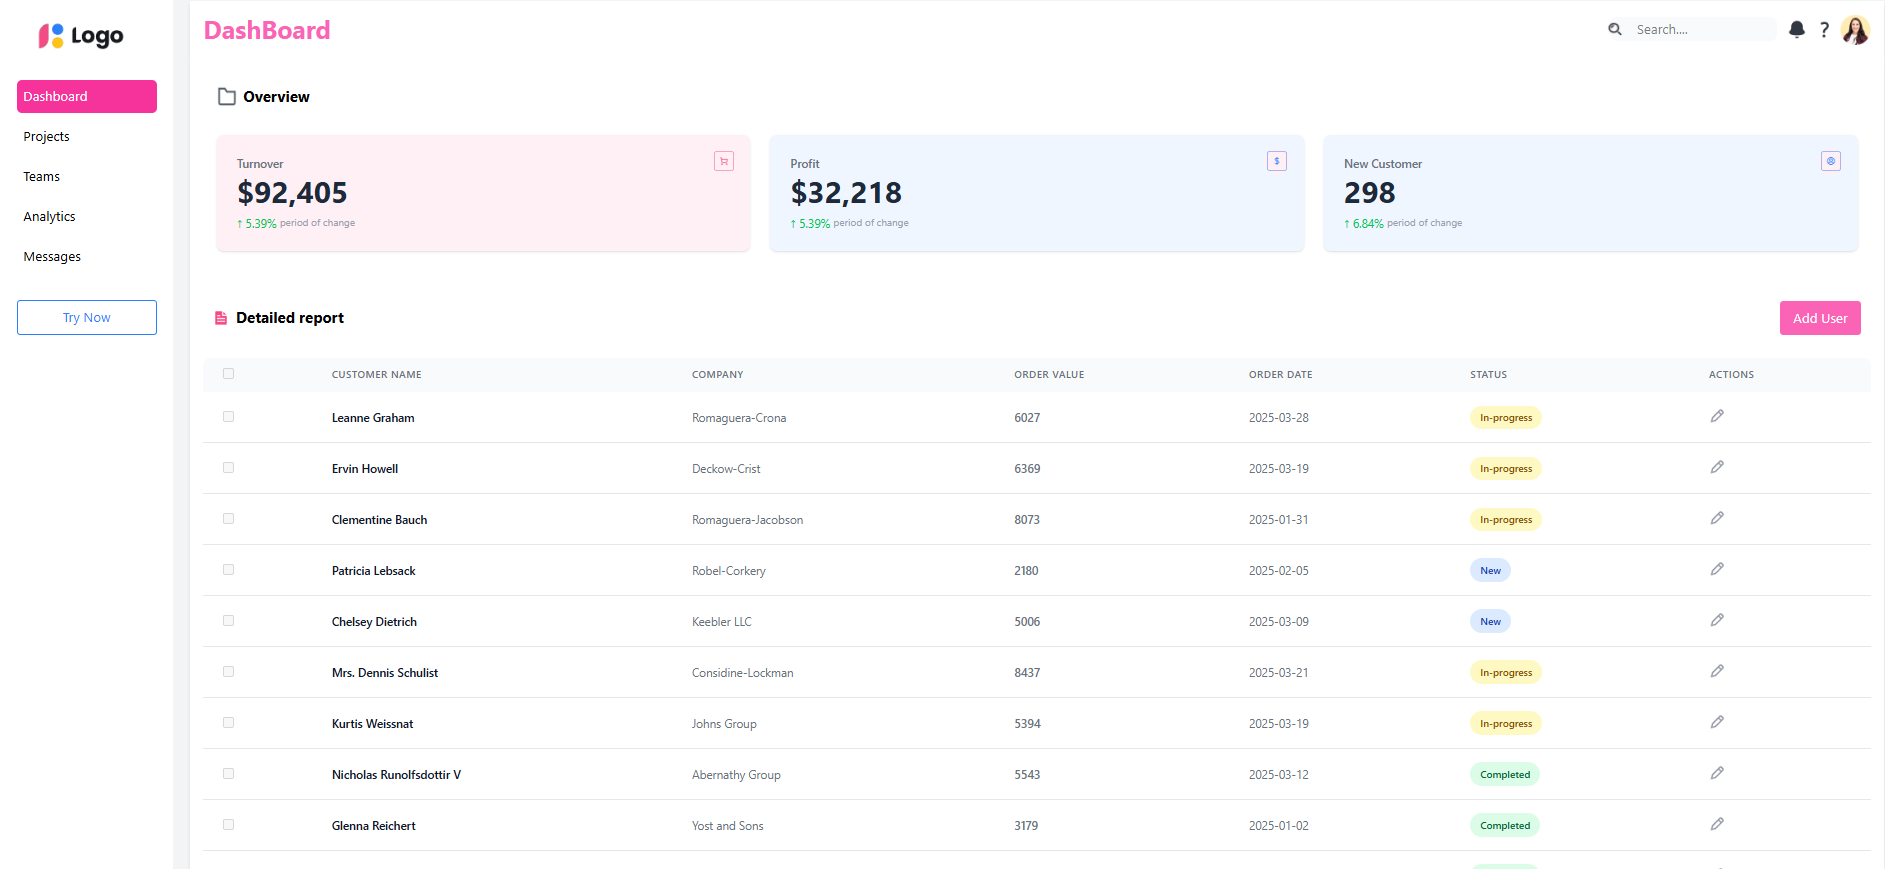 Logo
Dashboard
Projects
Teams
Analytics
Messages
Try Now
DashBoard
Search....
Overview
Turnover
$92,405
↑ 5.39% period of change
Profit
$
$32,218
↑ 5.39% period of change
New Customer
298
↑ 6.84% period of change
Detailed report
Add User
CUSTOMER NAME COMPANY ORDER VALUE ORDER DATE STATUS ACTIONS
Leanne Graham Romaguera-Crona 6027 2025-03-28 In-progress
Ervin Howell Deckow-Crist 6369 2025-03-19 In-progress
Clementine Bauch Romaguera-Jacobson 8073 2025-01-31 In-progress
Patricia Lebsack Robel-Corkery 2180 2025-02-05 New
Chelsey Dietrich Keebler LLC 5006 2025-03-09 New
Mrs. Dennis Schulist Considine-Lockman 8437 2025-03-21 In-progress
Kurtis Weissnat Johns Group 5394 2025-03-19 In-progress
Nicholas Runolfsdottir V Abernathy Group 5543 2025-03-12 Completed
Glenna Reichert Yost and Sons 3179 2025-01-02 Completed